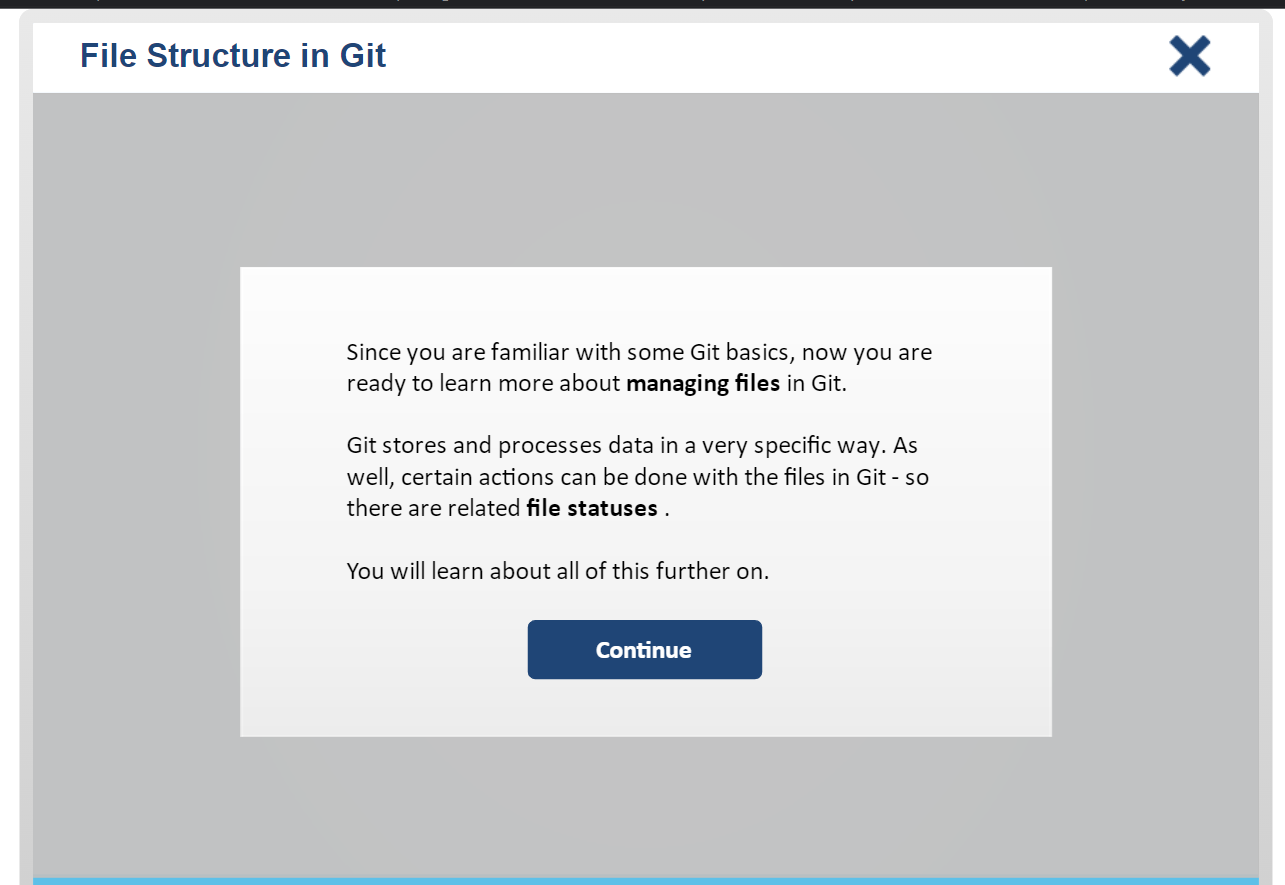 File Structure in Git
Since you are familiar with some Git basics, now you are
ready to learn more about managing files in Git.
Git stores and processes data in a very specific way. As
well, certain actions can be done with the files in Git - so
there are related file statuses .
You will learn about all of this further on.
Continue